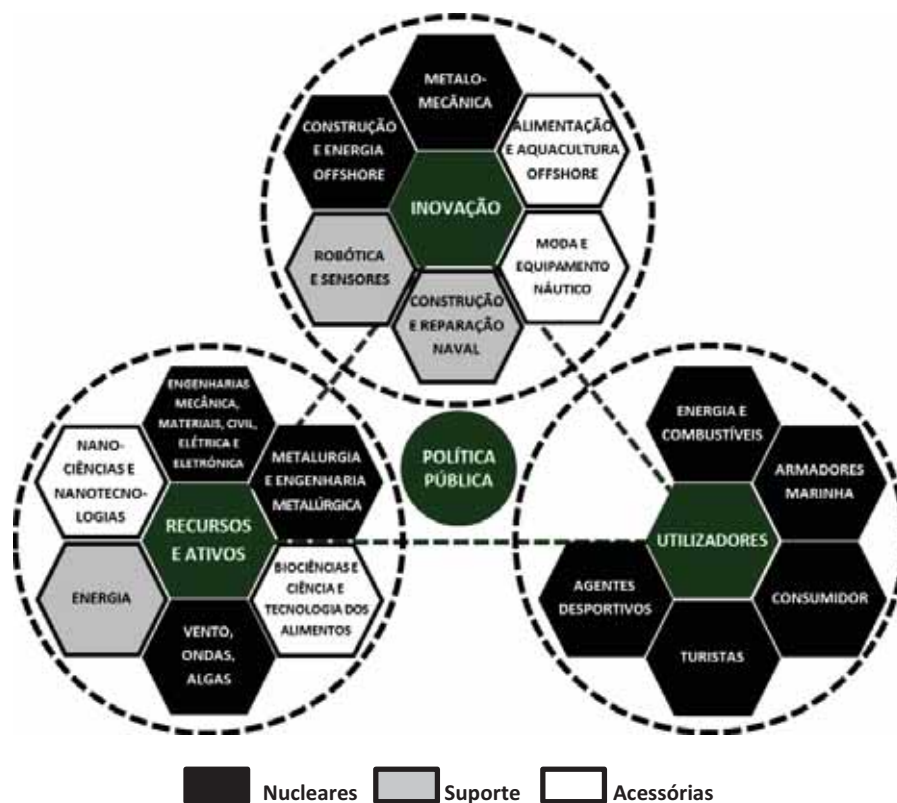 METALO-
MECÂNICA
CONSTRUÇÃO
E ENERGIA
OFFSHORE
ALIMENTAÇÃO
E AQUACULTURA
OFFSHORE
INOVAÇÃO
ROBÓTICA
E SENSORES
MODA E
EQUIPAMENTO
NÁUTICO
CONSTRUÇÃO
E REPARAÇÃO
NAVAL
POLÍTICA
PÚBLICA
ENGENHARIAS
MECÂNICA,
MATERIAIS, CIVIL,
ELÉTRICA E
ELETRÓNICA
NANO-
CIÊNCIAS E
NANOTECNO-
LOGIAS
METALURGIA
E ENGENHARIA
METALÚRGICA
RECURSOS
E ATIVOS
ENERGIA
BIOCIÊNCIAS E
CIÊNCIA E
TECNOLOGIA DOS
ALIMENTOS
VENTO,
ONDAS,
ALGAS
ENERGIA E
COMBUSTÍVEIS
ARMADORES
MARINHA
UTILIZADORES
AGENTES
DESPORTIVOS
CONSUMIDOR
TURISTAS
Nucleares Suporte Acessórias